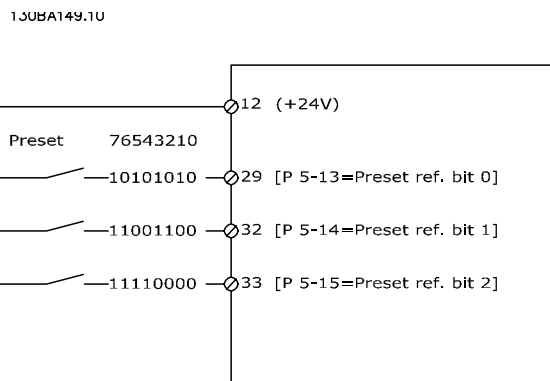 130BA149.10
12 (+24V)
Preset 76543210
10101010 29 [P 5-13=Preset ref. bit 0]
11001100 32 [P 5-14=Preset ref. bit 1]
11110000 33 [P 5-15=Preset ref. bit 2]